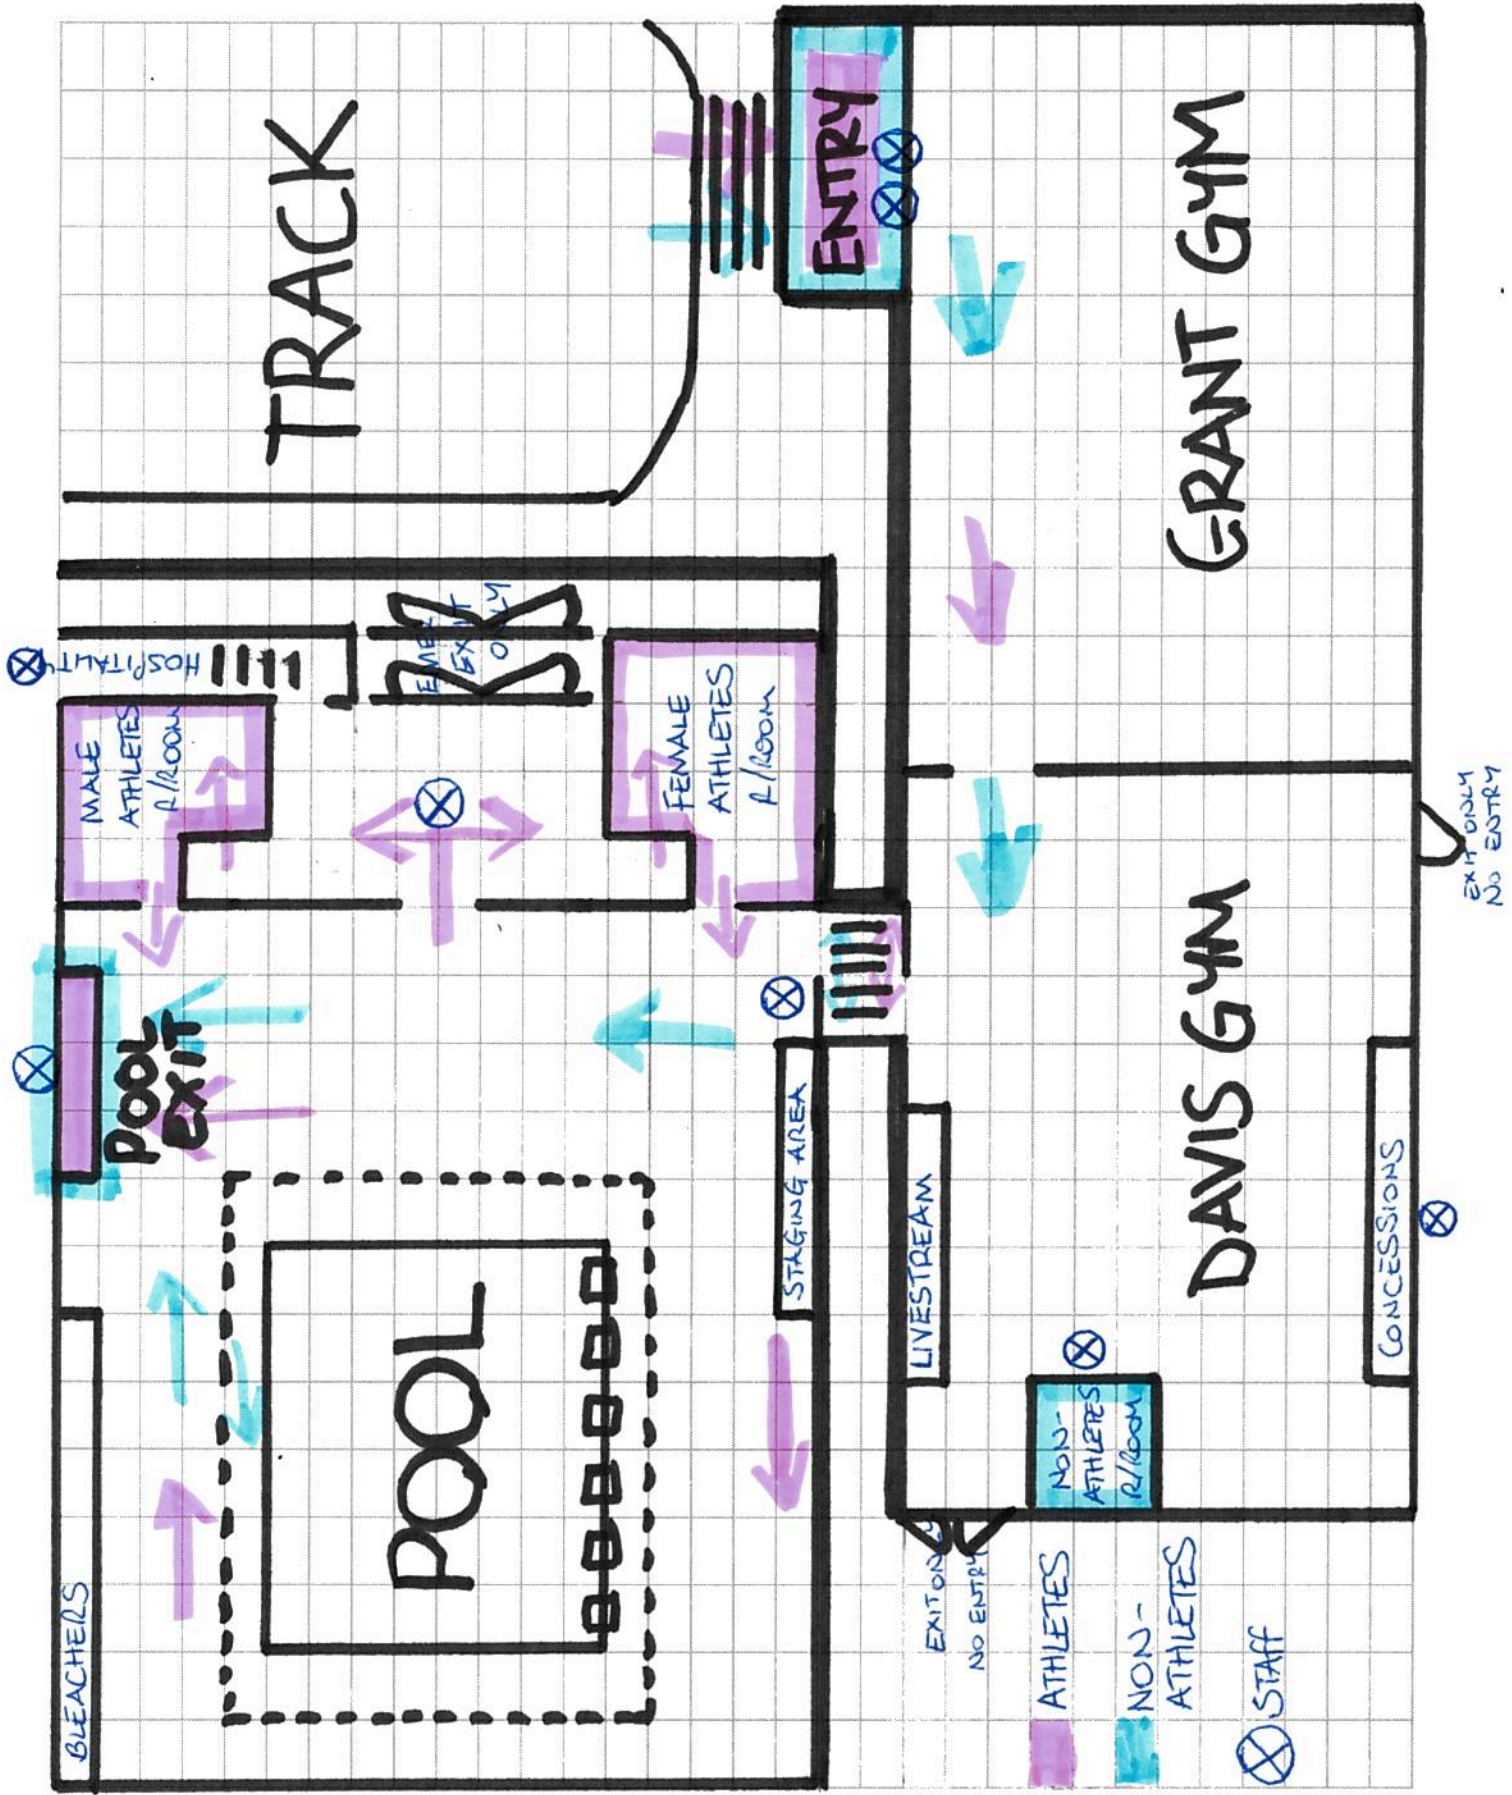 TRACK
ENTRY
GRANT GYM
HOSPITALITY
EXIT
ONLY
MALE
ATHLETES
R/ROOM
FEMALE
ATHLETES
R/ROOM
EXIT ONLY
NO ENTRY
POOL
EXIT
STAGING AREA
DAVIS GYM
LIVESTREAM
CONCESSIONS
POOL
BLEACHERS
NON-
ATHLETES
R/ROOM
EXIT ONLY
NO ENTRY
ATHLETES
NON-
ATHLETES
STAFF